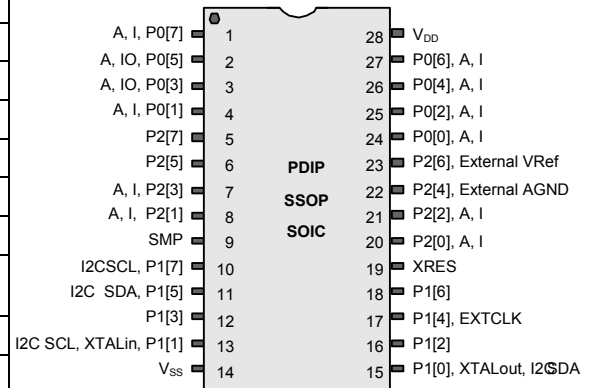 A, I, P0[7] 1 28 VDD
A, IO, P0[5] 2 27 P0[6], A, I
A, IO, P0[3] 3 26 P0[4], A, I
A, I, P0[1] 4 25 P0[2], A, I
P2[7] 5 24 P0[0], A, I
P2[5] 6 PDIP 23 P2[6], External VRef
A, I, P2[3] 7 SSOP 22 P2[4], External AGND
A, I, P2[1] 8 SOIC 21 P2[2], A, I
SMP 9 20 P2[0], A, I
I2CSCL, P1[7] 10 19 XRES
I2C SDA, P1[5] 11 18 P1[6]
P1[3] 12 17 P1[4], EXTCLK
I2C SCL, XTALin, P1[1] 13 16 P1[2]
VSS 14 15 P1[0], XTALout, I2CSDA